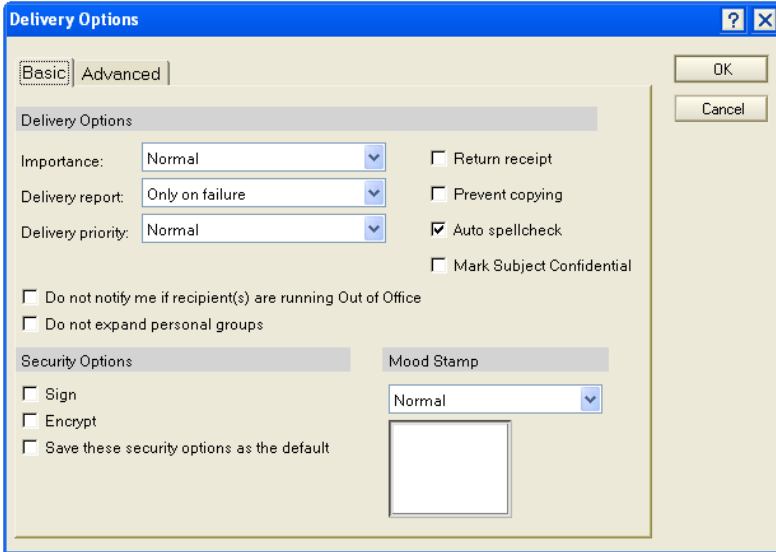 Delivery Options
Basic Advanced
OK
Cancel
Delivery Options
Importance: Normal
Return receipt
Delivery report: Only on failure
Prevent copying
Delivery priority: Normal
Auto spellcheck
Mark Subject Confidential
Do not notify me if recipient(s) are running Out of Office
Do not expand personal groups
Security Options
Mood Stamp
Sign
Normal
Encrypt
Save these security options as the default